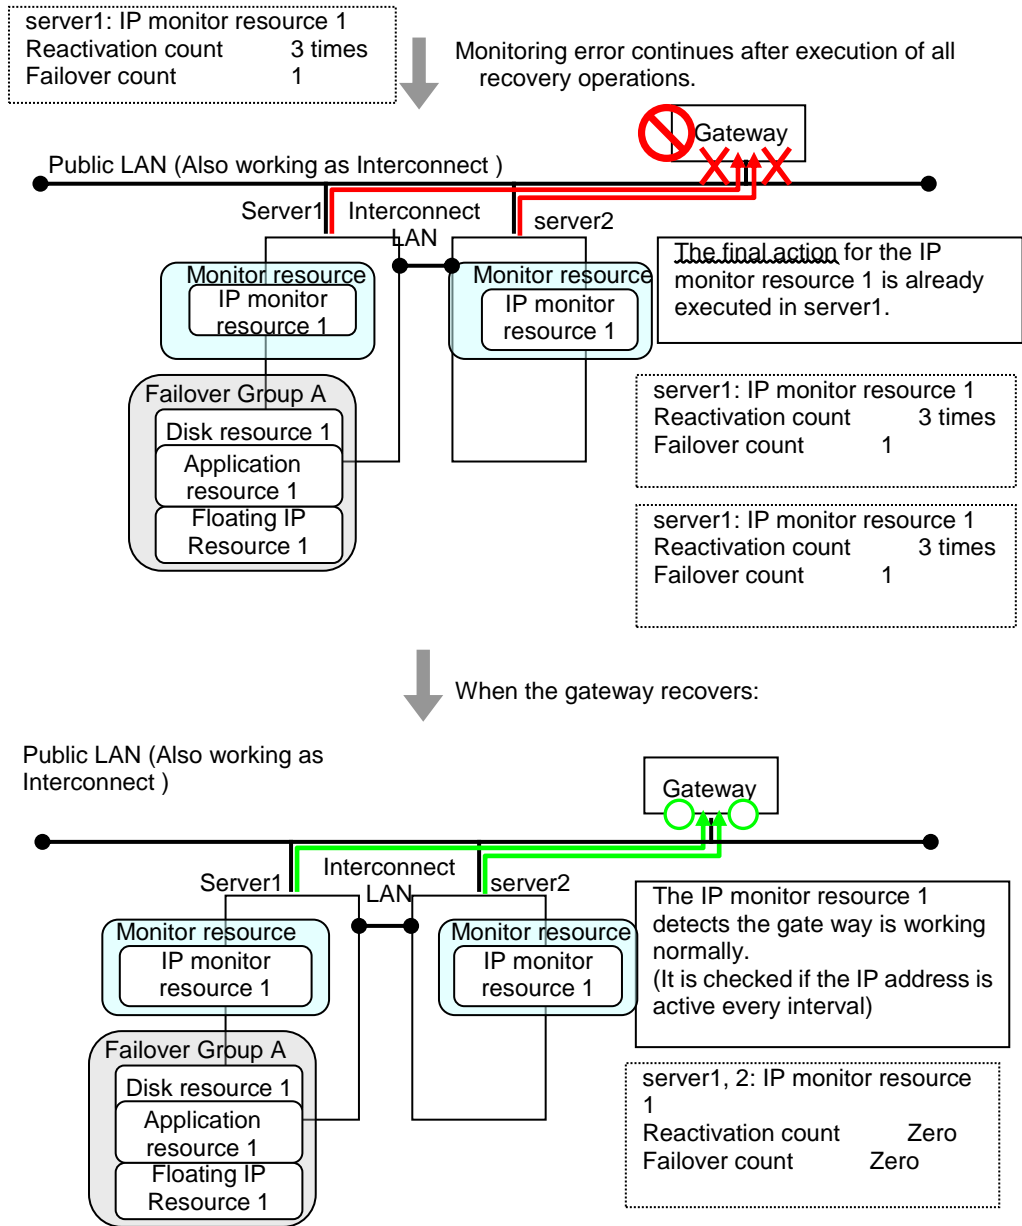 server1: IP monitor resource 1
Reactivation count 3 times
Failover count 1
Monitoring error continues after execution of all
recovery operations.
Gateway
Public LAN (Also working as Interconnect )
Server1
Interconnect
LAN
server2
Monitor resource
IP monitor
resource 1
Monitor resource
IP monitor
resource 1
The final action for the IP
monitor resource 1 is already
executed in server1.
Failover Group A
Disk resource 1
Application
resource 1
Floating IP
Resource 1
server1: IP monitor resource 1
Reactivation count 3 times
Failover count 1
server1: IP monitor resource 1
Reactivation count 3 times
Failover count 1
When the gateway recovers:
Public LAN (Also working as
Interconnect )
Gateway
Server1
Interconnect
LAN
server2
Monitor resource
IP monitor
resource 1
Monitor resource
IP monitor
resource 1
The IP monitor resource 1
detects the gate way is working
normally.
(It is checked if the IP address is
active every interval)
Failover Group A
Disk resource 1
Application
resource 1
Floating IP
Resource 1
server1, 2: IP monitor resource
1
Reactivation count Zero
Failover count Zero